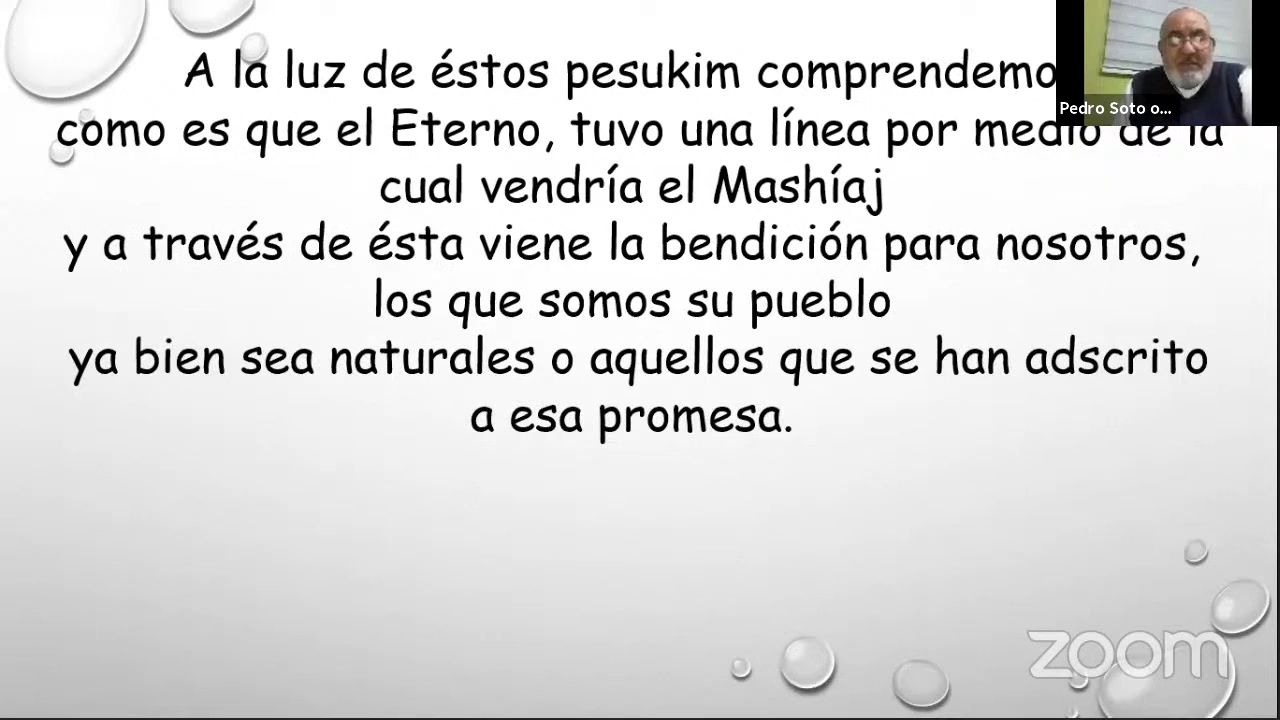 A la luz de éstos pesukim comprendemo
como es que el Eterno, tuvo una línea por medio de la
cual vendría el Mashíaj
y a través de ésta viene la bendición para nosotros,
los que somos su pueblo
ya bien sea naturales o aquellos que se han adscrito
a esa promesa.
Pedro Soto o...
zoom